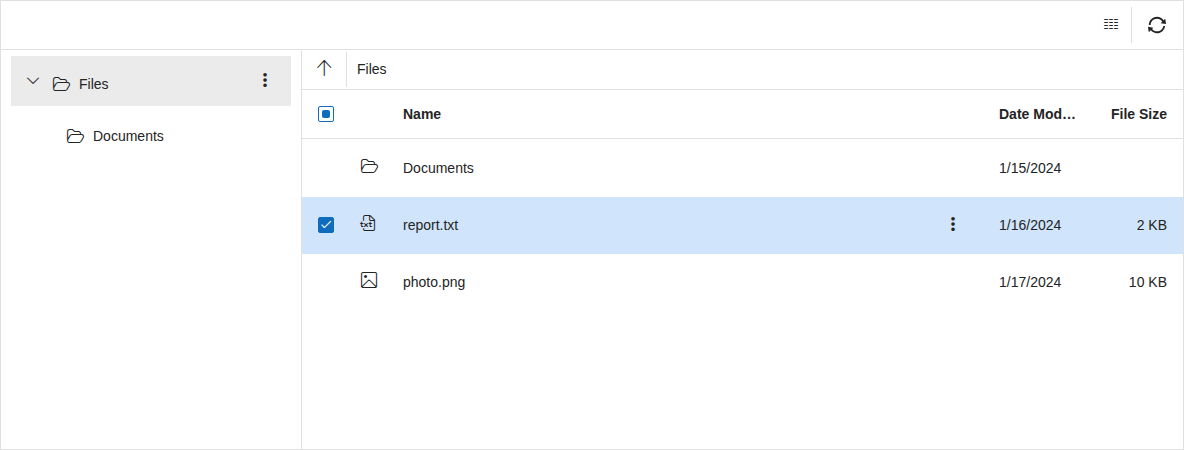 Files
Documents
Files
Name Date Mod… File Size
Documents 1/15/2024
report.txt 1/16/2024 2 KB
photo.png 1/17/2024 10 KB